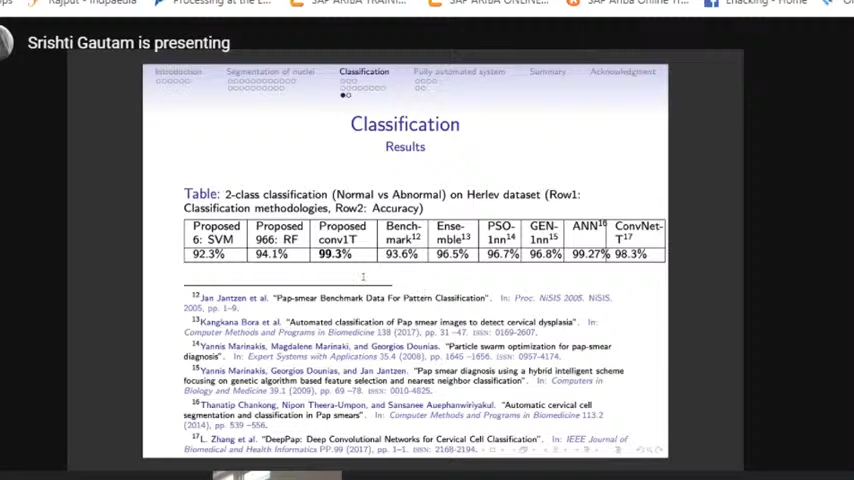 Rajput - Indpaedia
Processing at the L...
SAP ARIBA TRAINI...
SAP ARIBA ONLINE...
SAP Ariba Online Tr...
Ehacking - Home
Srishti Gautam is presenting
Introduction Segmentation of nuclei Classification Fully automated system Summary Acknowledgment
Classification
Results
Table: 2-class classification (Normal vs Abnormal) on Herlev dataset (Row1:
Classification methodologies, Row2: Accuracy)
Proposed Proposed Proposed Bench- Ense- PSO- GEN- ANN16 ConvNet-
6: SVM 966: RF conv1T mark12 mble13 1nn14 1nn15 T17
92.3% 94.1% 99.3% 93.6% 96.5% 96.7% 96.8% 99.27% 98.3%
12Jan Jantzen et al. "Pap-smear Benchmark Data For Pattern Classification". In: Proc. NiSIS 2005. NiSIS,
2005, pp. 1–9.
13Kangkana Bora et al. "Automated classification of Pap smear images to detect cervical dysplasia". In:
Computer Methods and Programs in Biomedicine 138 (2017), pp. 31 –47. ISSN: 0169-2607.
14Yannis Marinakis, Magdalene Marinaki, and Georgios Dounias. "Particle swarm optimization for pap-smear
diagnosis". In: Expert Systems with Applications 35.4 (2008), pp. 1645 –1656. ISSN: 0957-4174.
15Yannis Marinakis, Georgios Dounias, and Jan Jantzen. "Pap smear diagnosis using a hybrid intelligent scheme
focusing on genetic algorithm based feature selection and nearest neighbor classification". In: Computers in
Biology and Medicine 39.1 (2009), pp. 69 –78. ISSN: 0010-4825.
16Thanatip Chankong, Nipon Theera-Umpon, and Sansanee Auephanwiriyakul. "Automatic cervical cell
segmentation and classification in Pap smears". In: Computer Methods and Programs in Biomedicine 113.2
(2014), pp. 539 –556.
17L. Zhang et al. "DeepPap: Deep Convolutional Networks for Cervical Cell Classification". In: IEEE Journal of
Biomedical and Health Informatics PP.99 (2017), pp. 1–1. ISSN: 2168-2194.